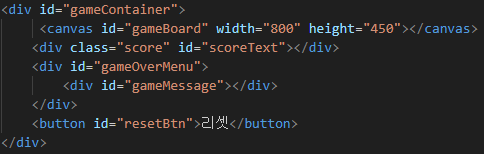 <div id="gameContainer">
<canvas id="gameBoard" width="800" height="450"></canvas>
<div class="score" id="scoreText"></div>
<div id="gameOverMenu">
<div id="gameMessage"></div>
</div>
<button id="resetBtn">리셋</button>
</div>